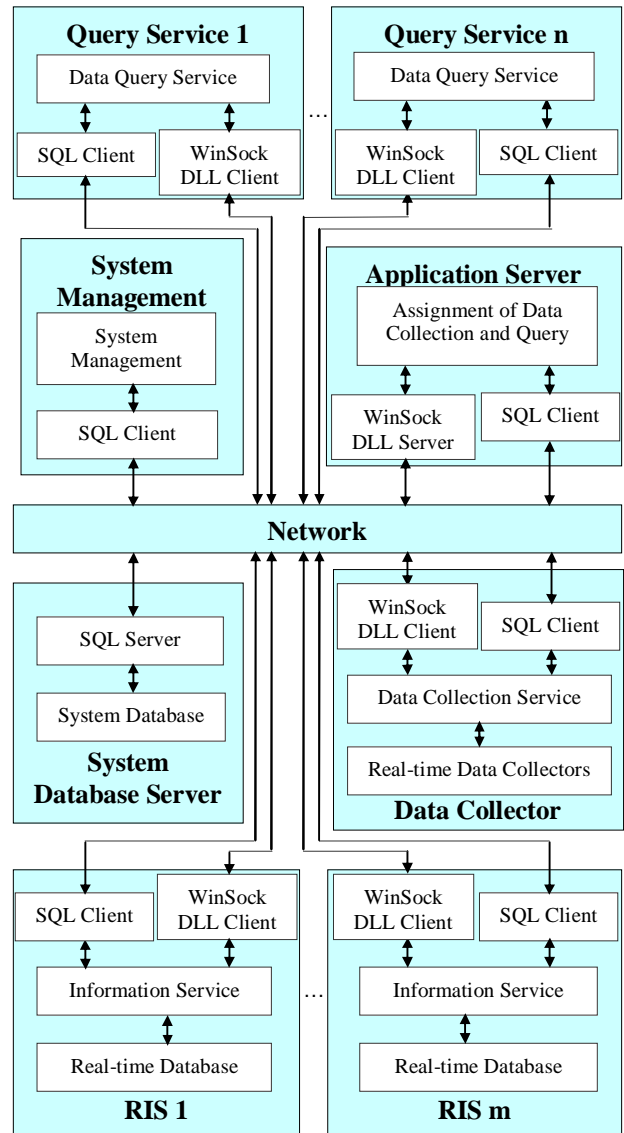 Query Service 1
Data Query Service
SQL Client
WinSock
DLL Client
...
Query Service n
Data Query Service
WinSock
DLL Client
SQL Client
System
Management
System
Management
SQL Client
Application Server
Assignment of Data
Collection and Query
WinSock
DLL Server
SQL Client
Network
SQL Server
System Database
System
Database Server
WinSock
DLL Client
SQL Client
Data Collection Service
Real-time Data Collectors
Data Collector
SQL Client
WinSock
DLL Client
Information Service
Real-time Database
RIS 1
...
WinSock
DLL Client
SQL Client
Information Service
Real-time Database
RIS m